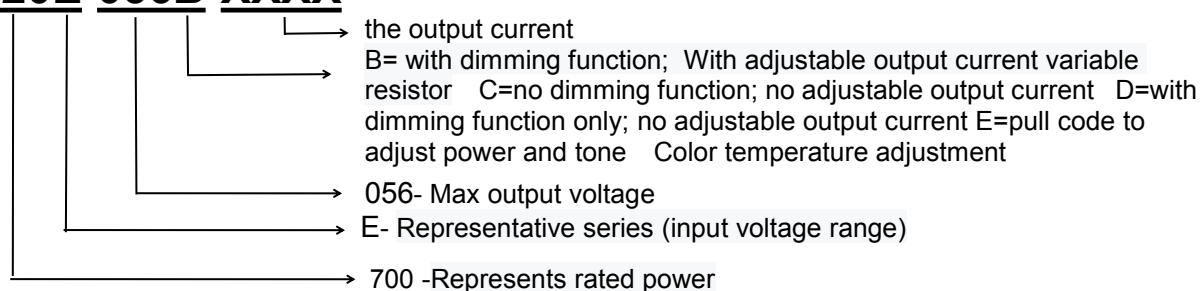 the output current
B= with dimming function; With adjustable output current variable
resistor C=no dimming function; no adjustable output current D=with
dimming function only; no adjustable output current E=pull code to
adjust power and tone Color temperature adjustment
056- Max output voltage
E- Representative series (input voltage range)
700 -Represents rated power